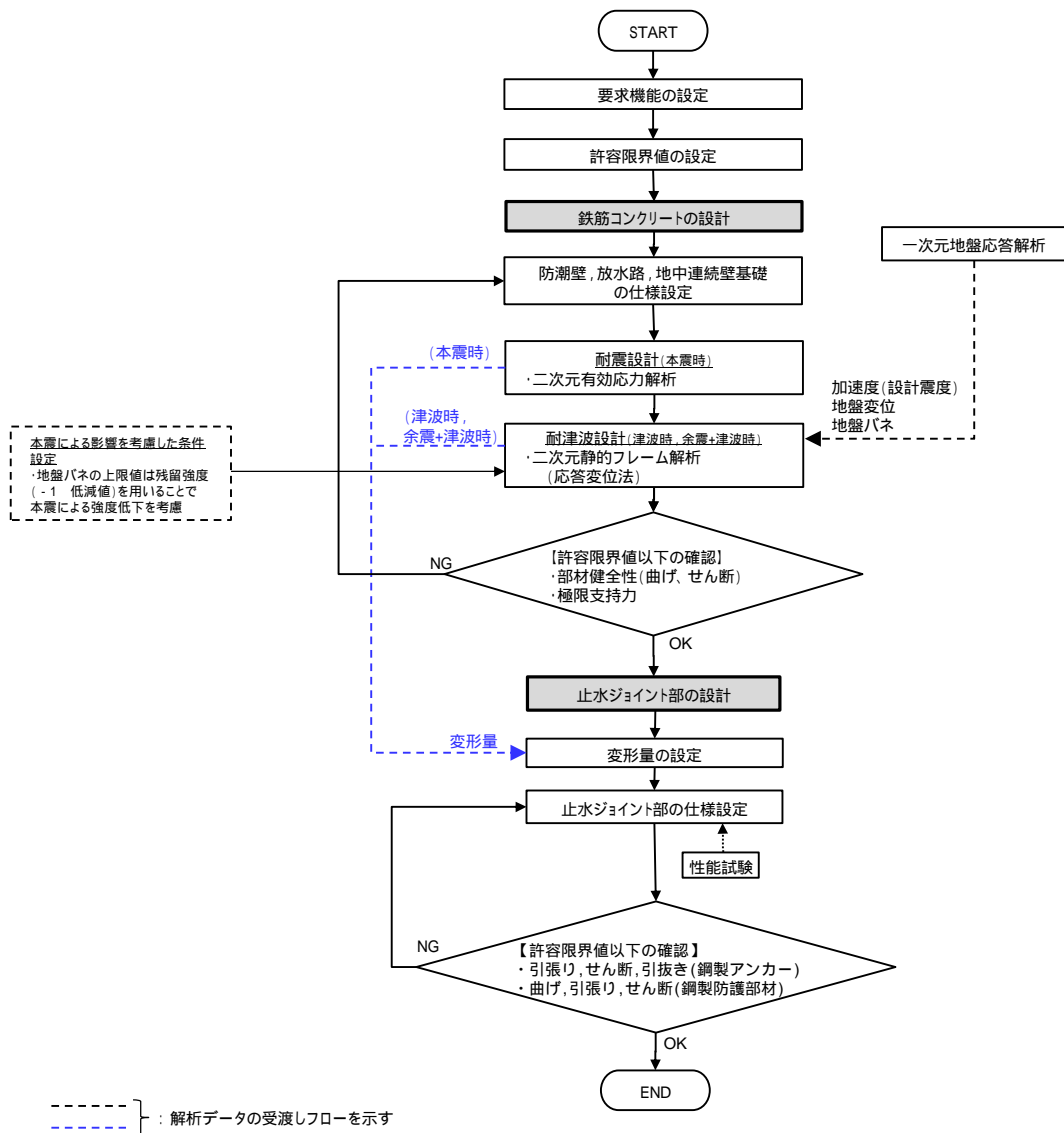 START
要求機能の設定
許容限界値の設定
鉄筋コンクリートの設計
一次元地盤応答解析
防潮壁,放水路,地中連続壁基礎
の仕様設定
(本震時)
耐震設計(本震時)
・二次元有効応力解析
加速度(設計震度)
地盤変位
地盤バネ
(津波時,
余震+津波時)
耐津波設計(津波時,余震+津波時)
・二次元静的フレーム解析
(応答変位法)
本震による影響を考慮した条件
設定
・地盤バネの上限値は残留強度
(-1 低減値)を用いることで
本震による強度低下を考慮
NG
【許容限界値以下の確認】
・部材健全性(曲げ、せん断)
・極限支持力
OK
止水ジョイント部の設計
変形量
変形量の設定
止水ジョイント部の仕様設定
性能試験
NG
【許容限界値以下の確認】
・引張り,せん断,引抜き(鋼製アンカー)
・曲げ,引張り,せん断(鋼製防護部材)
OK
END
:解析データの受渡しフローを示す